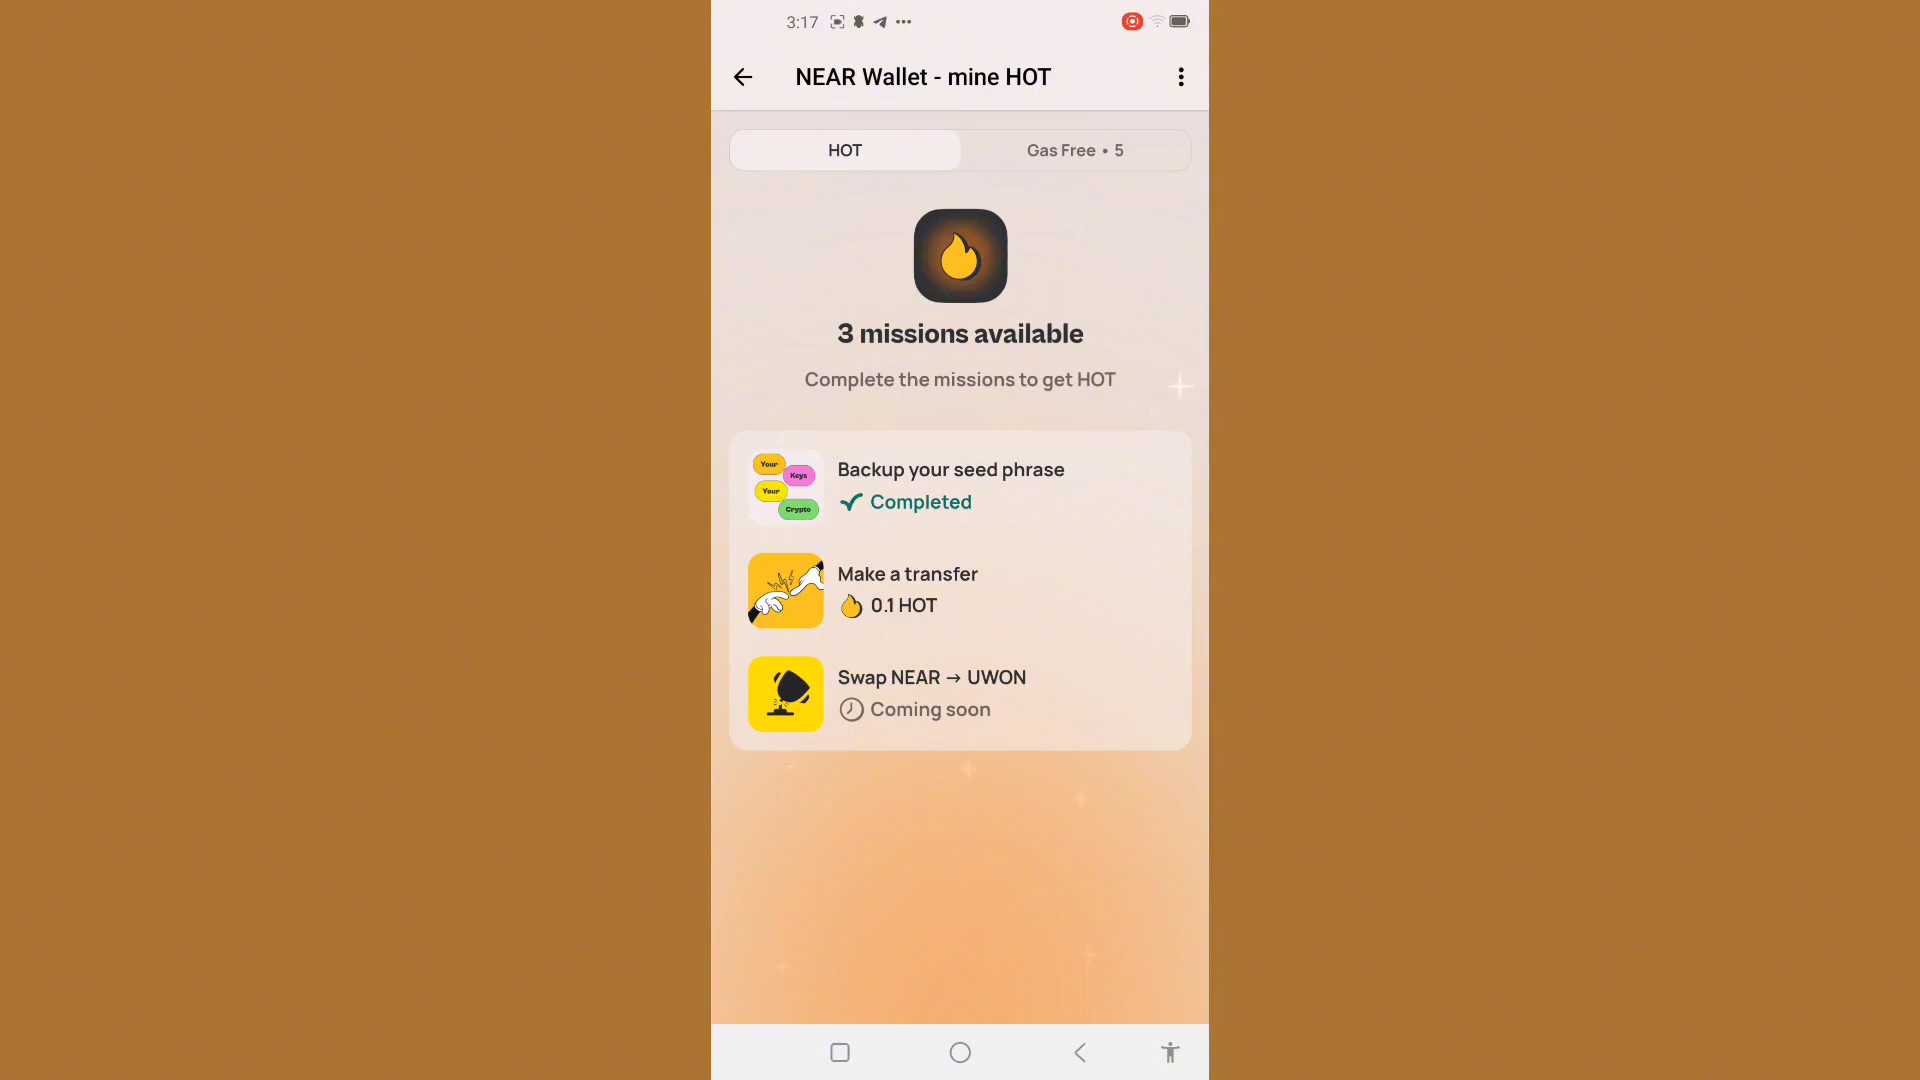 3:17
NEAR Wallet - mine HOT
HOT
Gas Free • 5
3 missions available
Complete the missions to get HOT
Your
Keys
Your
Crypto
Backup your seed phrase
Completed
Make a transfer
0.1 HOT
Swap NEAR → UWON
Coming soon